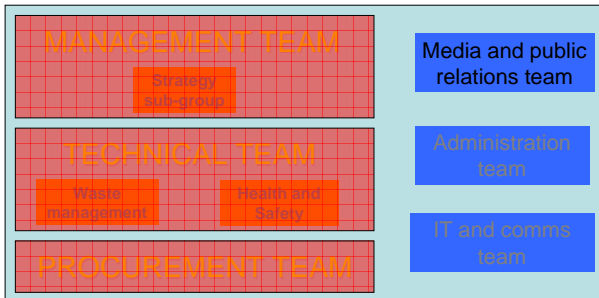 MANAGEMENT TEAM
Strategy
sub-group
TECHNICAL TEAM
Waste
management
Health and
Safety
PROCUREMENT TEAM
Media and public
relations team
Administration
team
IT and comms
team